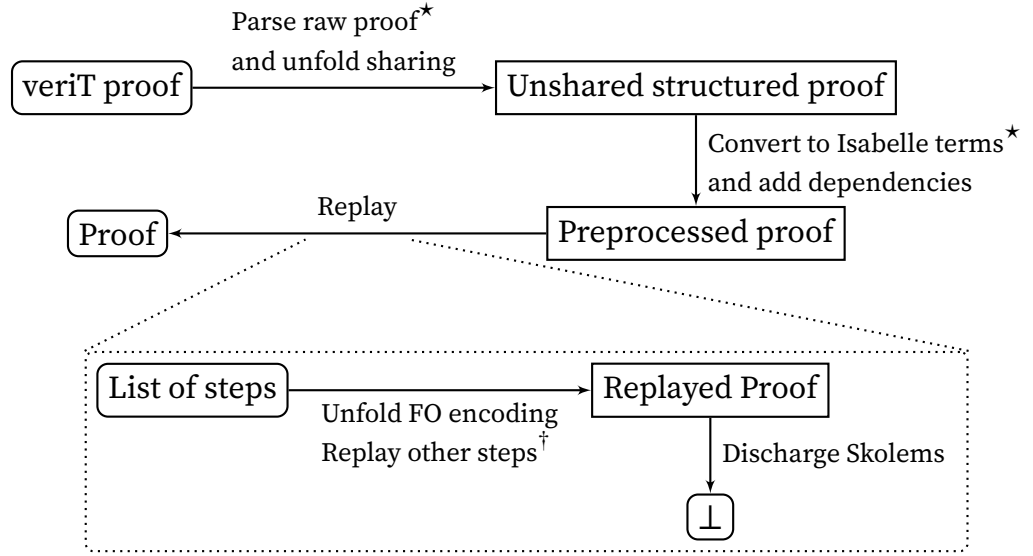 Parse raw proof★
and unfold sharing
veriT proof
Unshared structured proof
Convert to Isabelle terms★
and add dependencies
Replay
Proof
Preprocessed proof
List of steps
Replayed Proof
Unfold FO encoding
Replay other steps†
Discharge Skolems
⊥